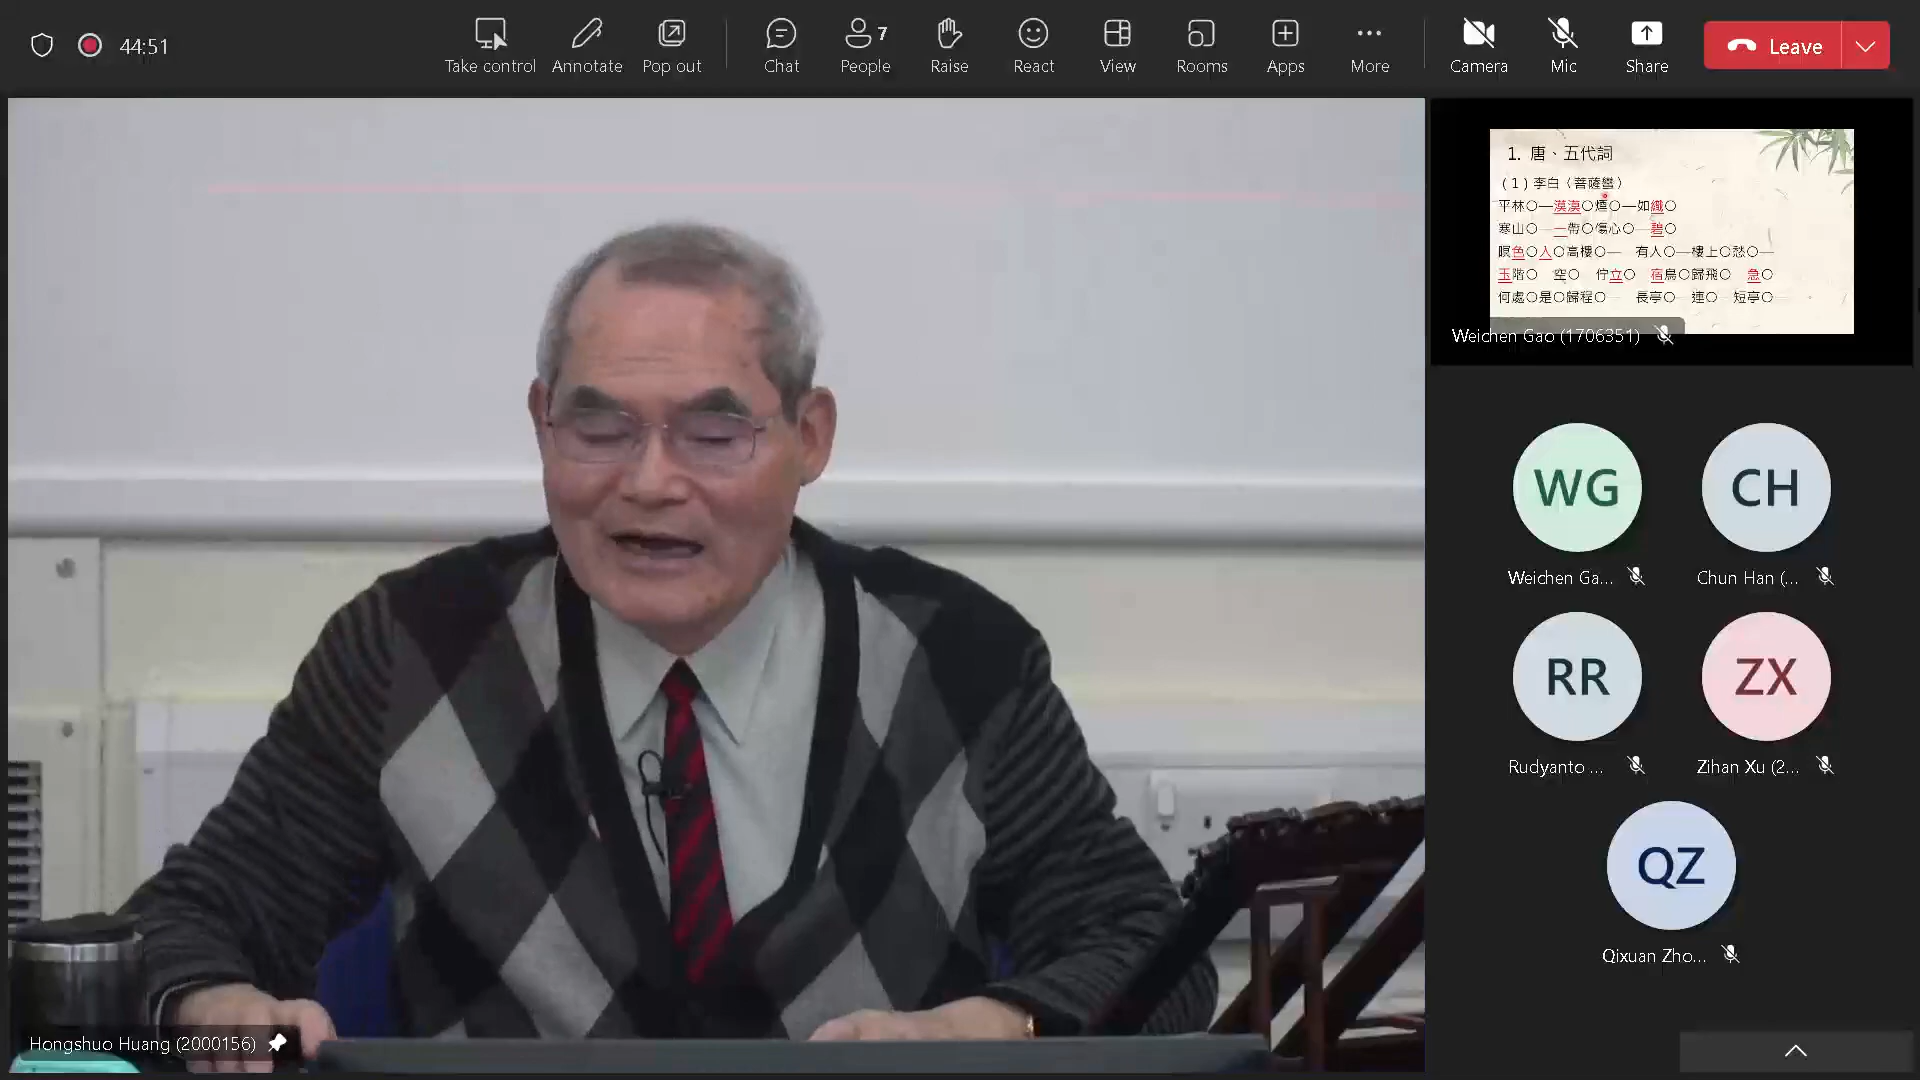 44:51
Take control
Annotate
Pop out
Chat
7
People
Raise
React
View
Rooms
Apps
More
Camera
Mic
Share
Leave
1. 唐、五代詞
(1)李白〈菩薩蠻〉
平林○—漠漠○煙○—如織○
寒山○—一帶○傷心○—碧○
暝色○入○高樓○— 有人○—樓上○愁○—
玉階○ 空○ 佇立○ 宿鳥○歸飛○ 急○
何處○是○歸程○— 長亭○ 連○ 短亭○
Weichen Gao (1706351)
WG
CH
Weichen Ga...
Chun Han (...
RR
ZX
Rudyanto ...
Zihan Xu (2...
QZ
Qixuan Zho...
Hongshuo Huang (2000156)